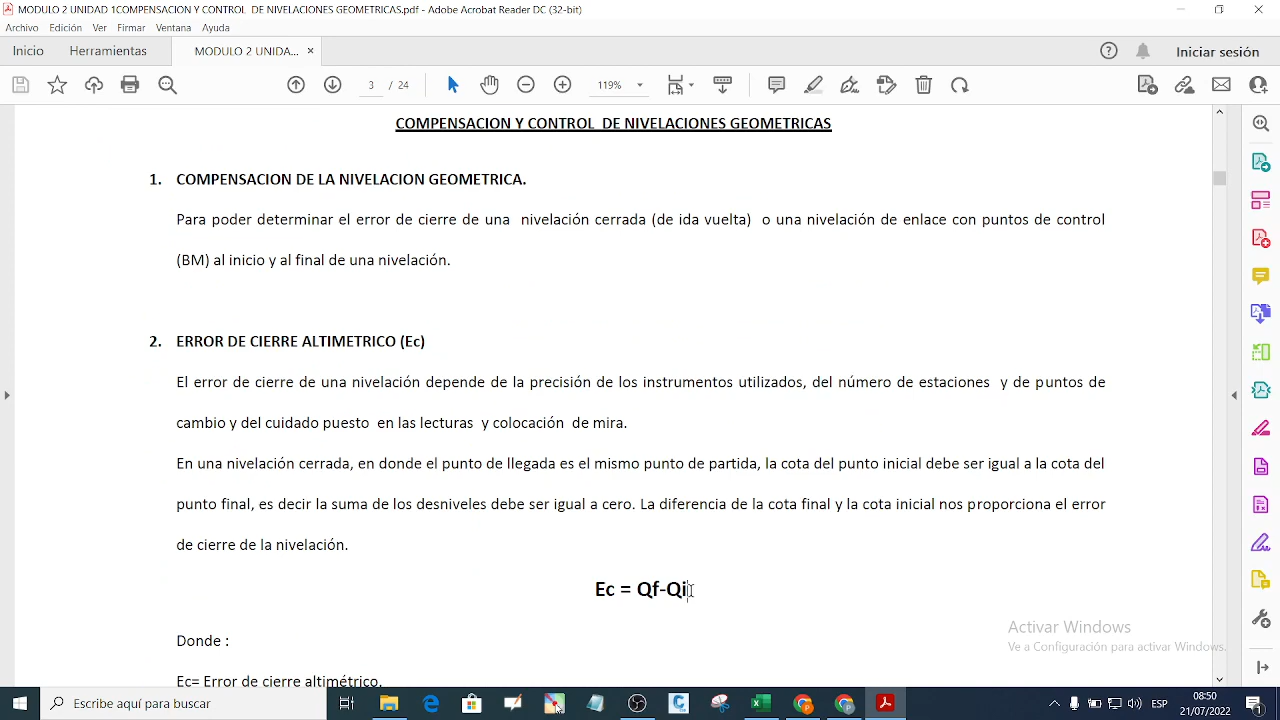 MODULO 2 UNIDAD 1COMPENSACION Y CONTROL DE NIVELACIONES GEOMETRICAS.pdf - Adobe Acrobat Reader DC (32-bit)
Archivo Edición Ver Firmar Ventana Ayuda
Inicio Herramientas MODULO 2 UNIDA... × Iniciar sesión
3 / 24 119%
COMPENSACION Y CONTROL DE NIVELACIONES GEOMETRICAS
1. COMPENSACION DE LA NIVELACION GEOMETRICA.
Para poder determinar el error de cierre de una nivelación cerrada (de ida vuelta) o una nivelación de enlace con puntos de control
(BM) al inicio y al final de una nivelación.
2. ERROR DE CIERRE ALTIMETRICO (Ec)
El error de cierre de una nivelación depende de la precisión de los instrumentos utilizados, del número de estaciones y de puntos de
cambio y del cuidado puesto en las lecturas y colocación de mira.
En una nivelación cerrada, en donde el punto de llegada es el mismo punto de partida, la cota del punto inicial debe ser igual a la cota del
punto final, es decir la suma de los desniveles debe ser igual a cero. La diferencia de la cota final y la cota inicial nos proporciona el error
de cierre de la nivelación.
Ec = Qf-Qi
Donde :
Ec= Error de cierre altimétrico.
Activar Windows
Ve a Configuración para activar Windows.
Escribe aquí para buscar
ESP
08:50
21/07/2022